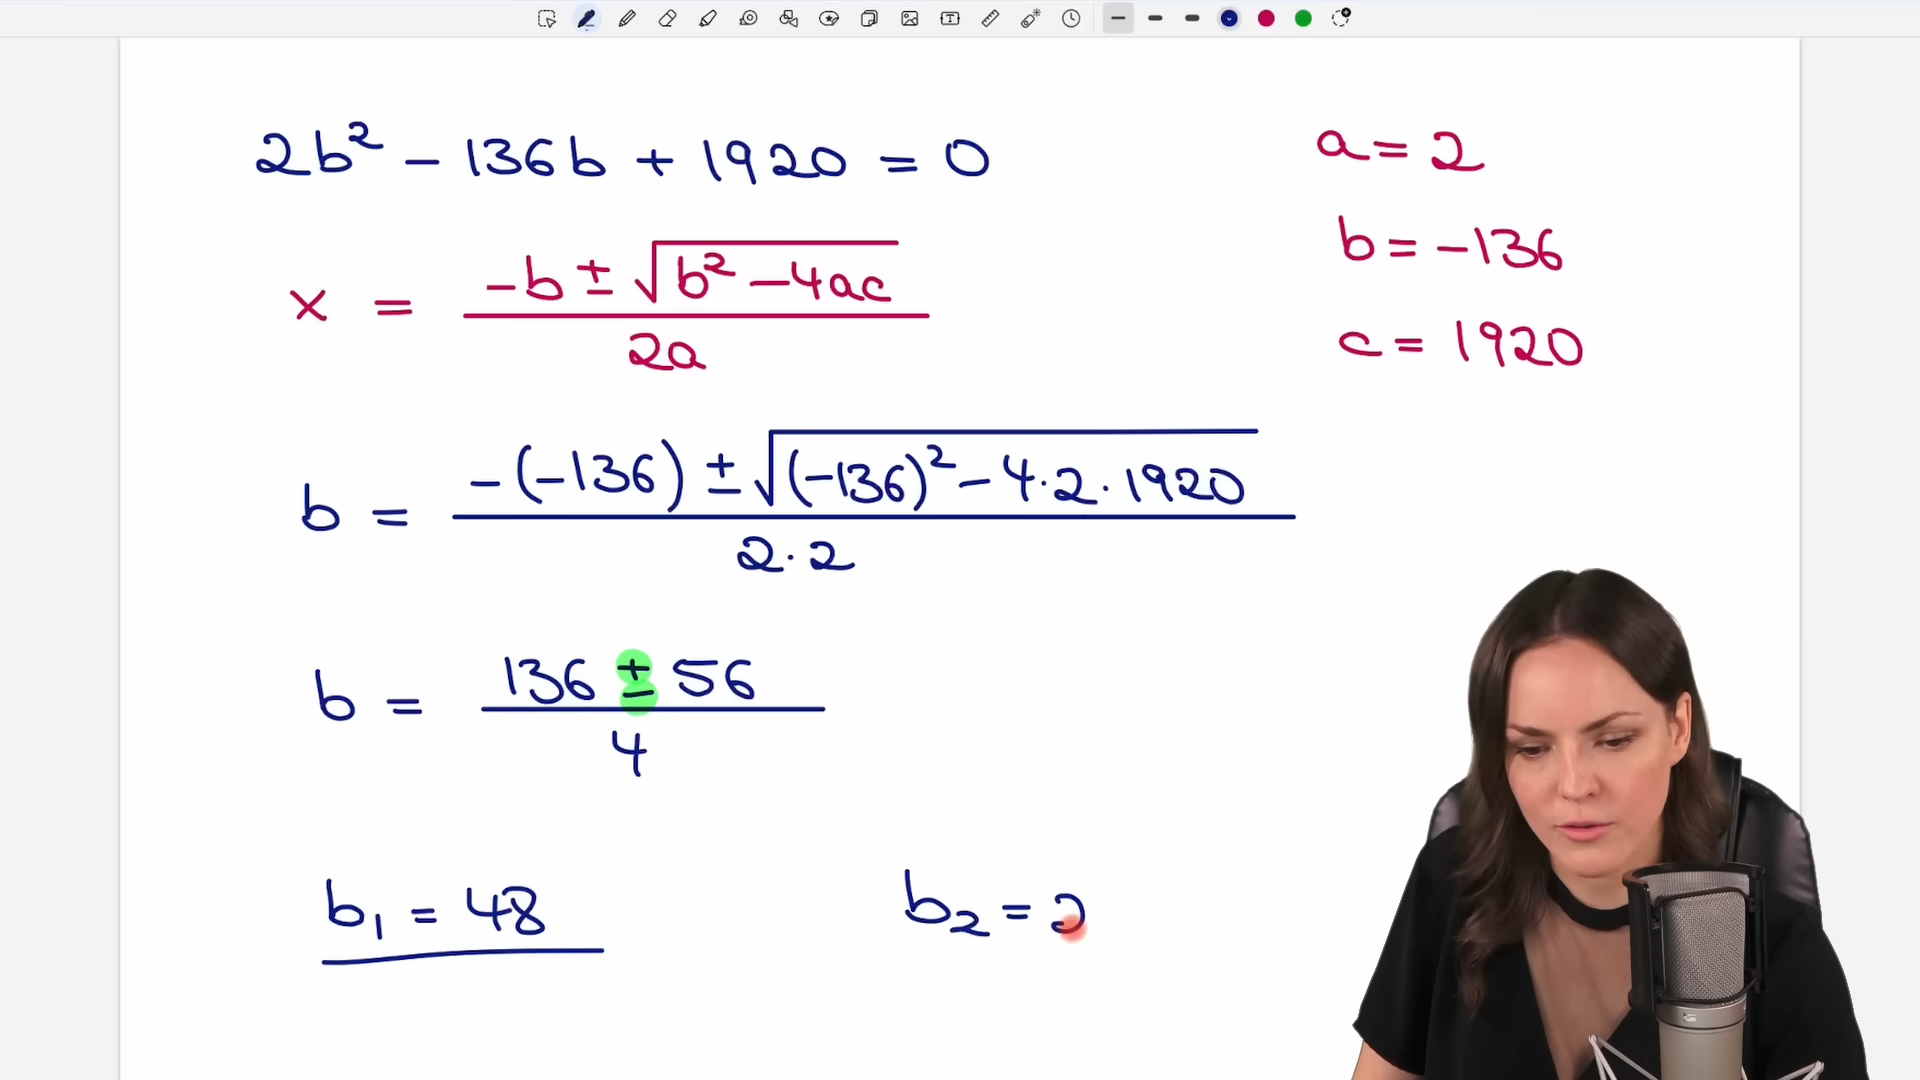 2b² - 136b + 1920 = 0
a = 2
b = -136
c = 1920
x = (-b ± √(b² - 4ac)) / 2a
b = (-(-136) ± √((-136)² - 4·2·1920)) / 2·2
b = (136 ± 56) / 4
b₁ = 48
b₂ = 2